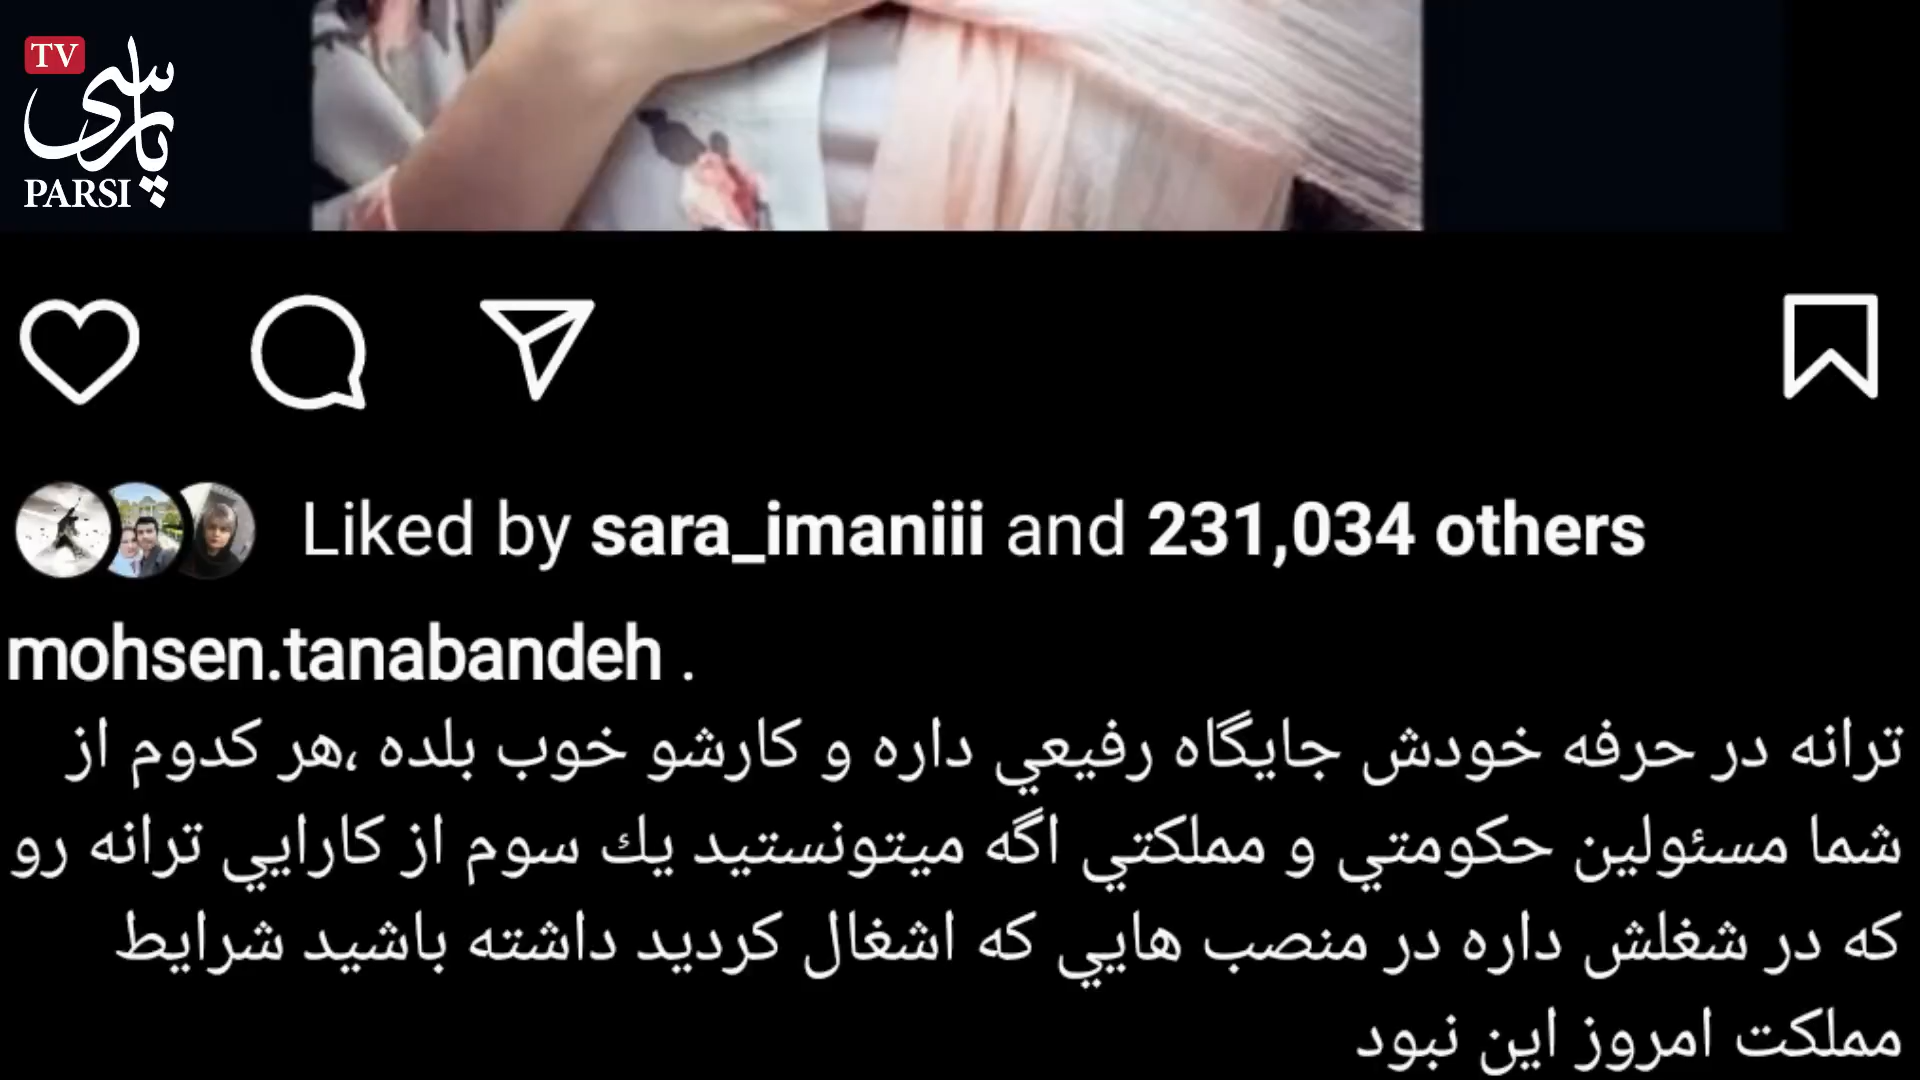 TV
پارسی
PARSI
Liked by sara_imaniii and 231,034 others
mohsen.tanabandeh .
ترانه در حرفه خودش جايگاه رفيعي داره و كارشو خوب بلده ،هر كدوم از
شما مسئولين حكومتي و مملكتي اگه ميتونستيد يك سوم از كارايي ترانه رو
كه در شغلش داره در منصب هايي كه اشغال كرديد داشته باشيد شرايط
مملكت امروز اين نبود